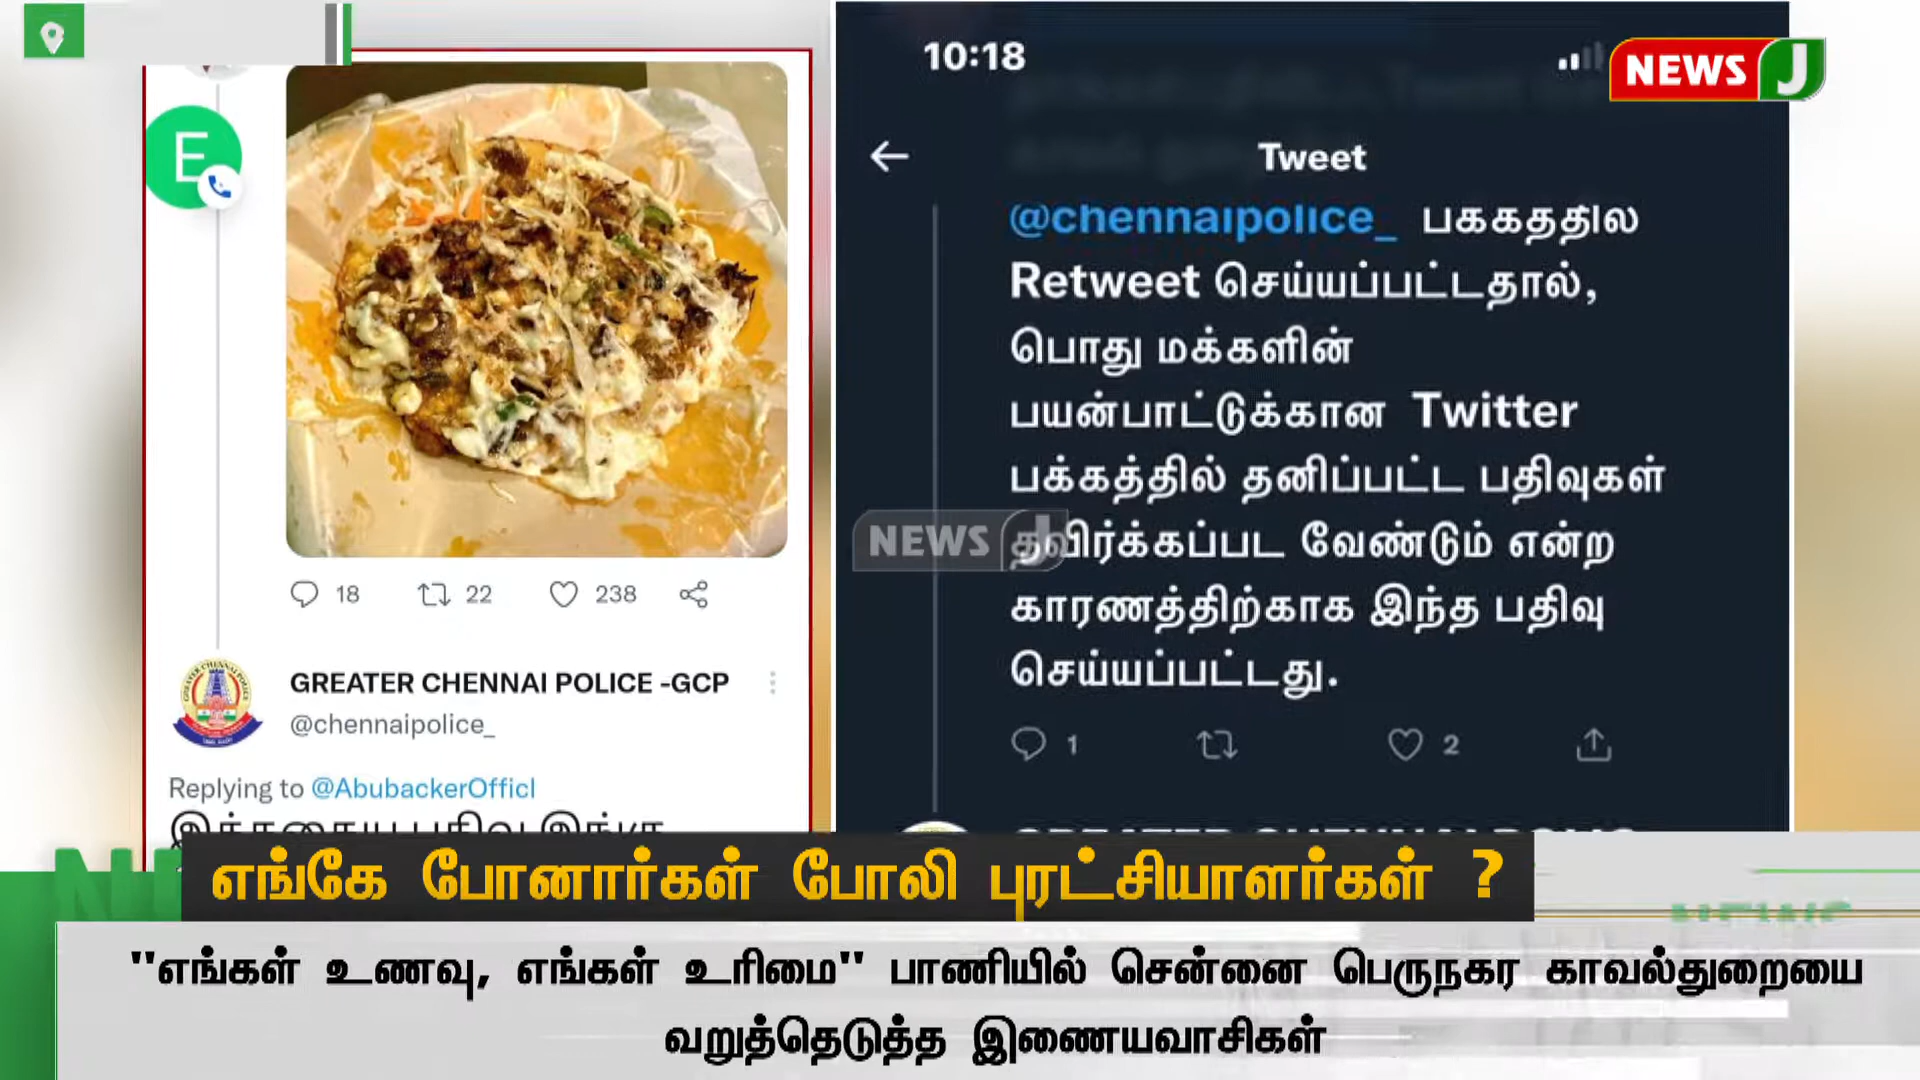 NEWS J
10:18
Tweet
E
@chennaipolice_ பக்கத்தில்
Retweet செய்யப்பட்டதால்,
பொது மக்களின்
பயன்பாட்டுக்கான Twitter
பக்கத்தில் தனிப்பட்ட பதிவுகள்
தவிர்க்கப்பட வேண்டும் என்ற
காரணத்திற்காக இந்த பதிவு
செய்யப்பட்டது.
1 2
NEWS J
18 22 238
GREATER CHENNAI POLICE -GCP
@chennaipolice_
Replying to @AbubackerOfficl
எங்கே போனார்கள் போலி புரட்சியாளர்கள் ?
"எங்கள் உணவு, எங்கள் உரிமை" பாணியில் சென்னை பெருநகர காவல்துறையை
வறுத்தெடுத்த இணையவாசிகள்